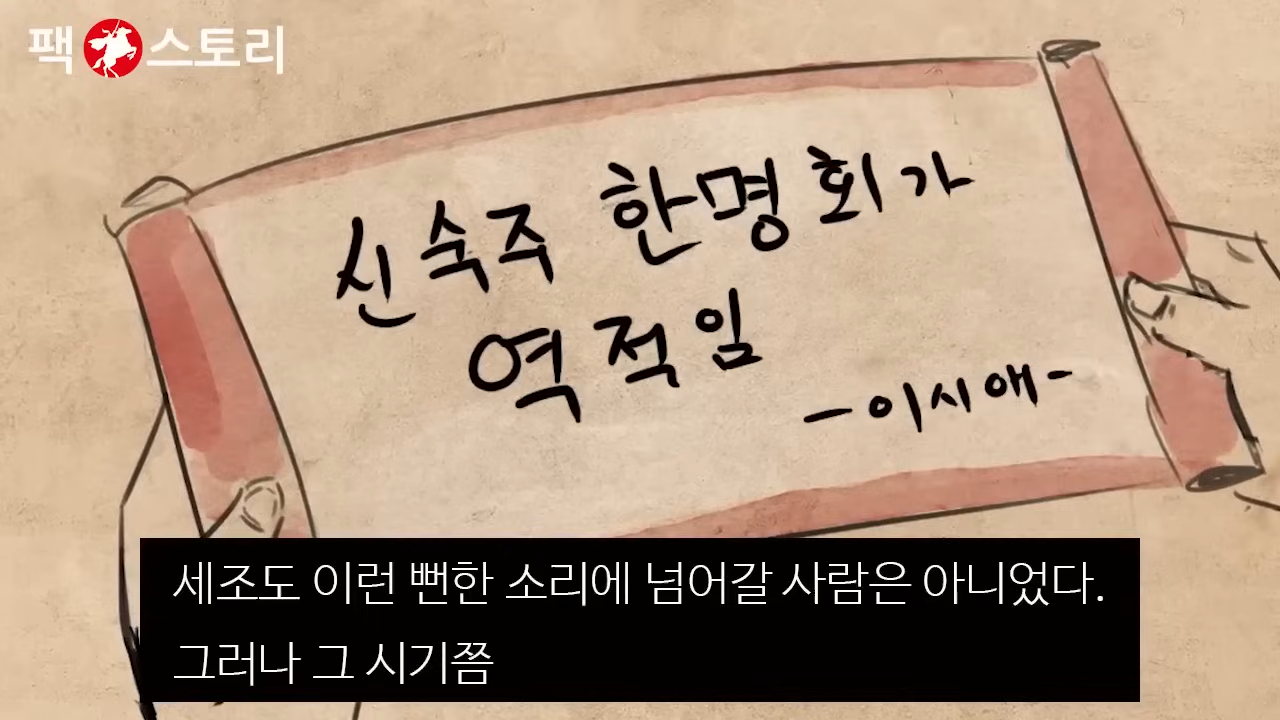 팩스토리
신숙주 한명회가
역적임
-이시애-
세조도 이런 뻔한 소리에 넘어갈 사람은 아니었다.
그러나 그 시기쯤